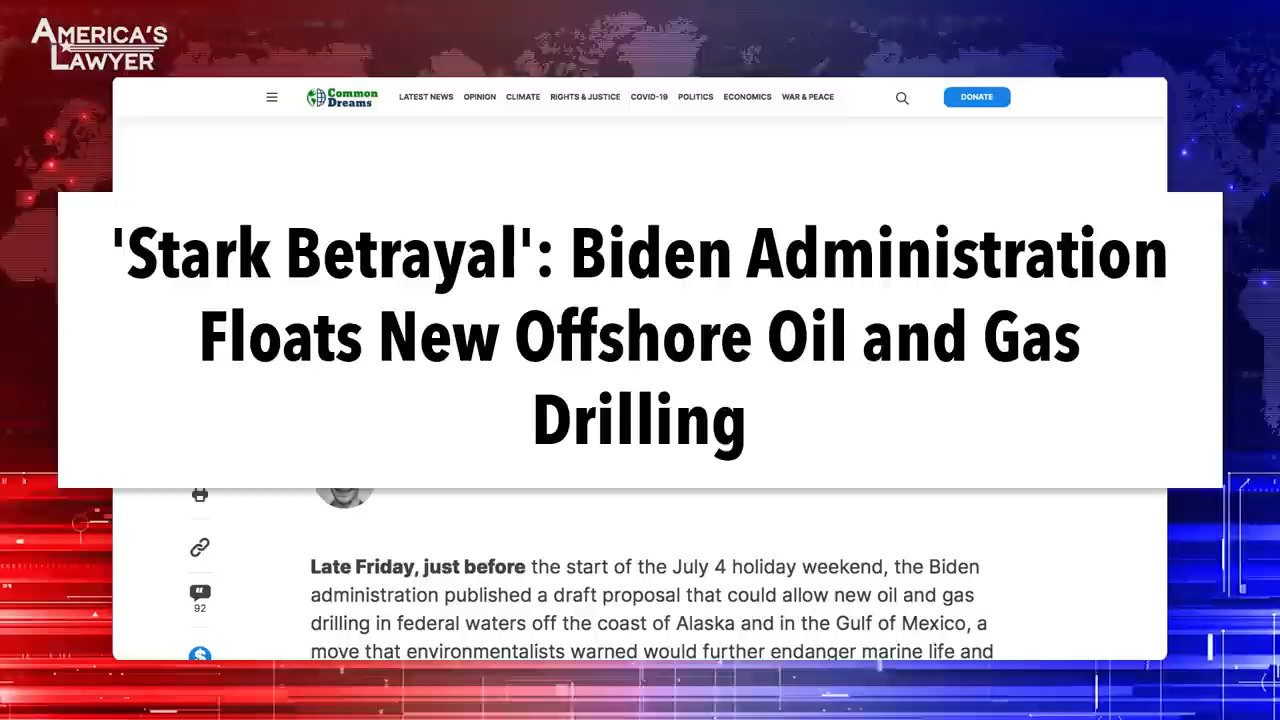 AMERICA'S
LAWYER
Common
Dreams
LATEST NEWS OPINION CLIMATE RIGHTS & JUSTICE COVID-19 POLITICS ECONOMICS WAR & PEACE
DONATE
'Stark Betrayal': Biden Administration
Floats New Offshore Oil and Gas
Drilling
92
Late Friday, just before the start of the July 4 holiday weekend, the Biden
administration published a draft proposal that could allow new oil and gas
drilling in federal waters off the coast of Alaska and in the Gulf of Mexico, a
move that environmentalists warned would further endanger marine life and